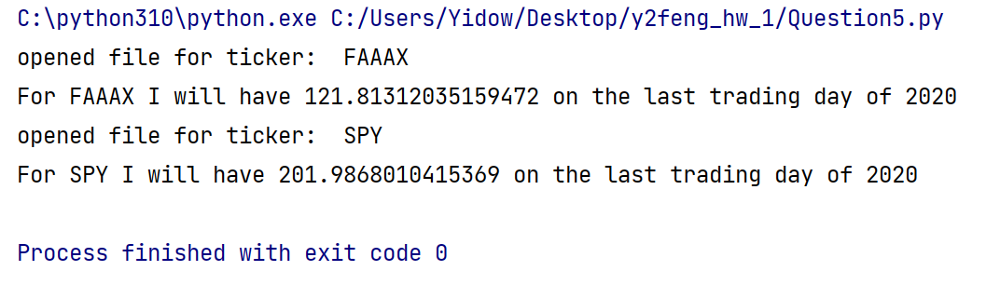 C:\python310\python.exe C:/Users/Yidow/Desktop/y2feng_hw_1/Question5.py
opened file for ticker:  FAAAX
For FAAAX I will have 121.81312035159472 on the last trading day of 2020
opened file for ticker:  SPY
For SPY I will have 201.9868010415369 on the last trading day of 2020
Process finished with exit code 0